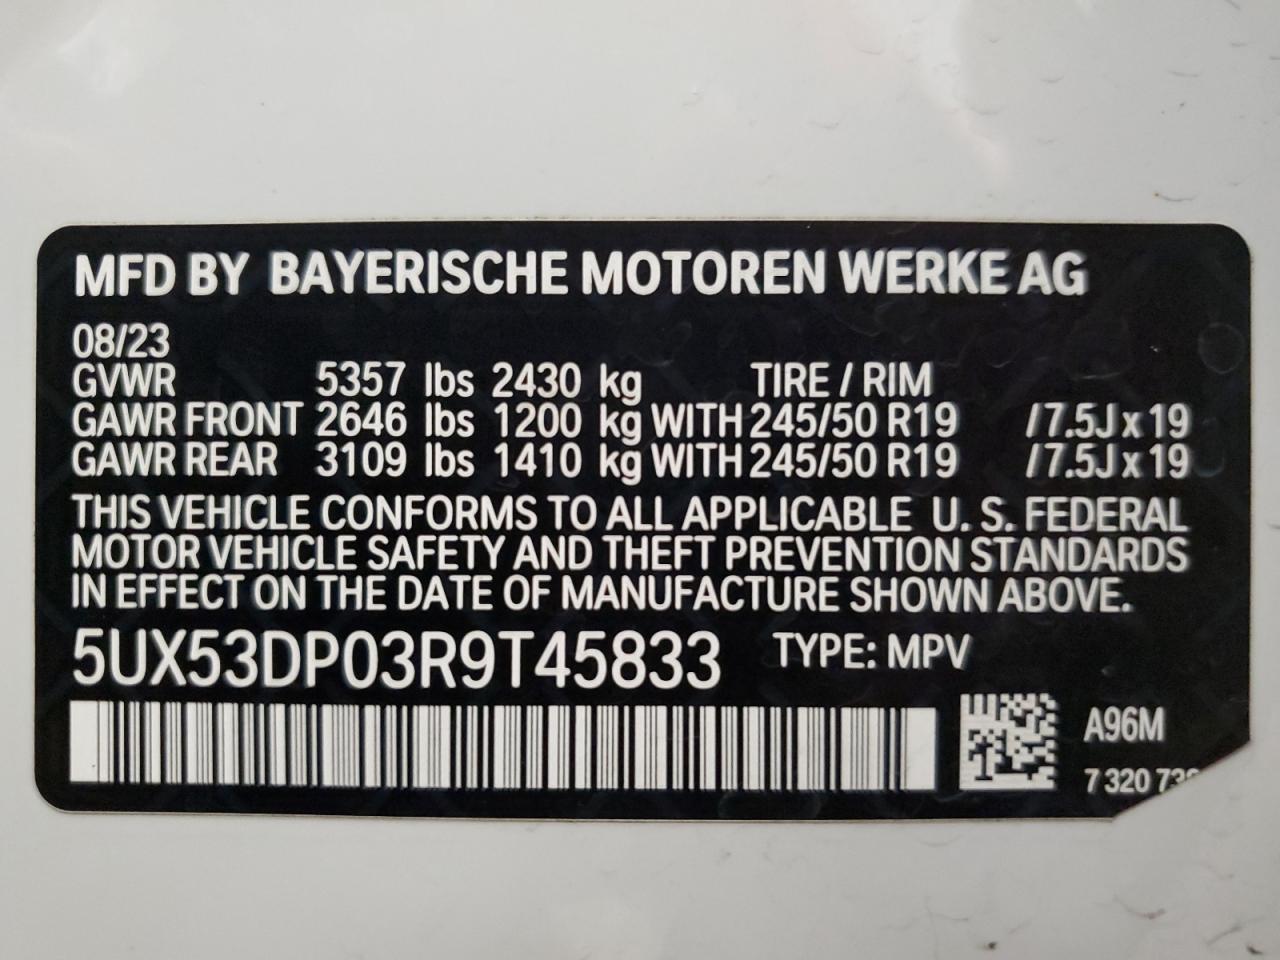 MFD BY BAYERISCHE MOTOREN WERKE AG
08/23
GVWR 5357 lbs 2430 kg TIRE / RIM
GAWR FRONT 2646 lbs 1200 kg WITH 245/50 R19 /7.5J x 19
GAWR REAR 3109 lbs 1410 kg WITH 245/50 R19 /7.5J x 19
THIS VEHICLE CONFORMS TO ALL APPLICABLE U. S. FEDERAL
MOTOR VEHICLE SAFETY AND THEFT PREVENTION STANDARDS
IN EFFECT ON THE DATE OF MANUFACTURE SHOWN ABOVE.
5UX53DP03R9T45833 TYPE: MPV
A96M
7 320